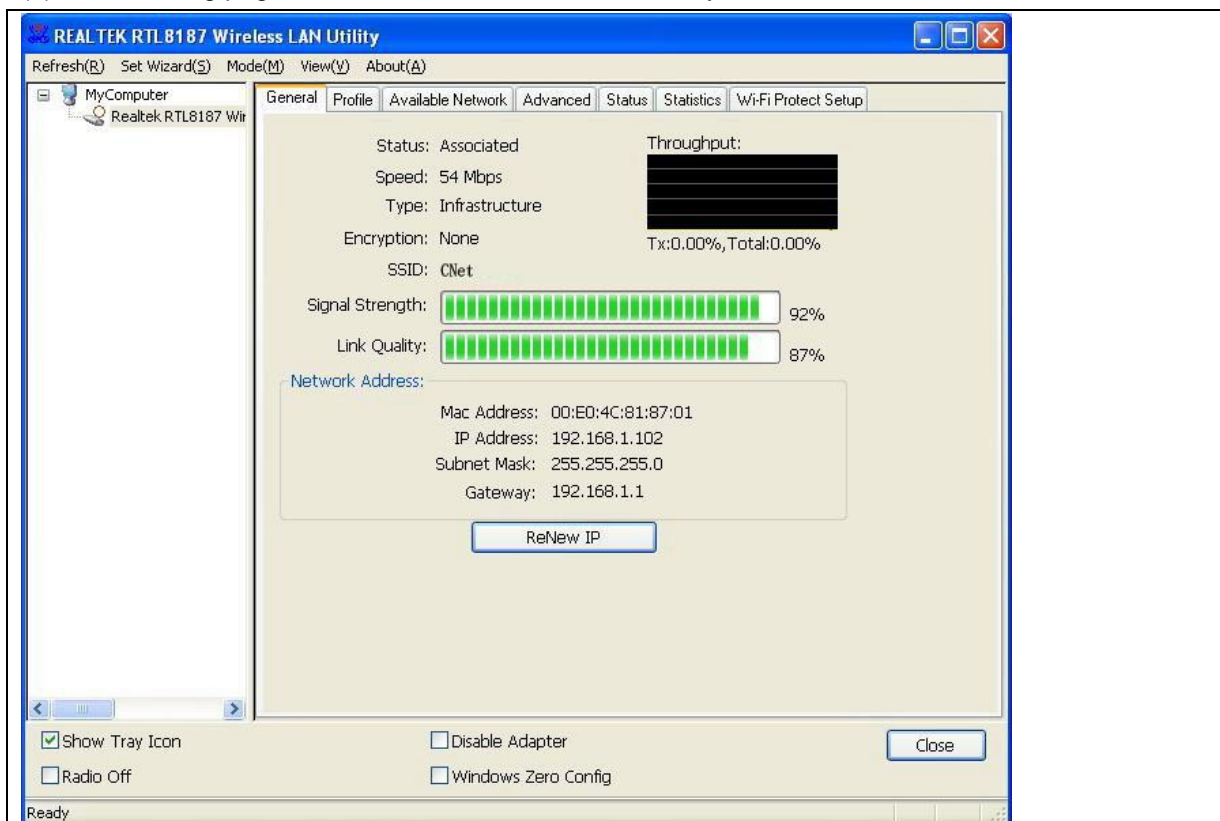 REALTEK RTL8187 Wireless LAN Utility
Refresh(R) Set Wizard(S) Mode(M) View(V) About(A)
MyComputer
Realtek RTL8187 Wir
General Profile Available Network Advanced Status Statistics Wi-Fi Protect Setup
Status: Associated
Throughput:
Speed: 54 Mbps
Type: Infrastructure
Encryption: None
Tx:0.00%,Total:0.00%
SSID: CNet
Signal Strength: 92%
Link Quality: 87%
Network Address:
Mac Address: 00:E0:4C:81:87:01
IP Address: 192.168.1.102
Subnet Mask: 255.255.255.0
Gateway: 192.168.1.1
ReNew IP
Show Tray Icon
Disable Adapter
Close
Radio Off
Windows Zero Config
Ready